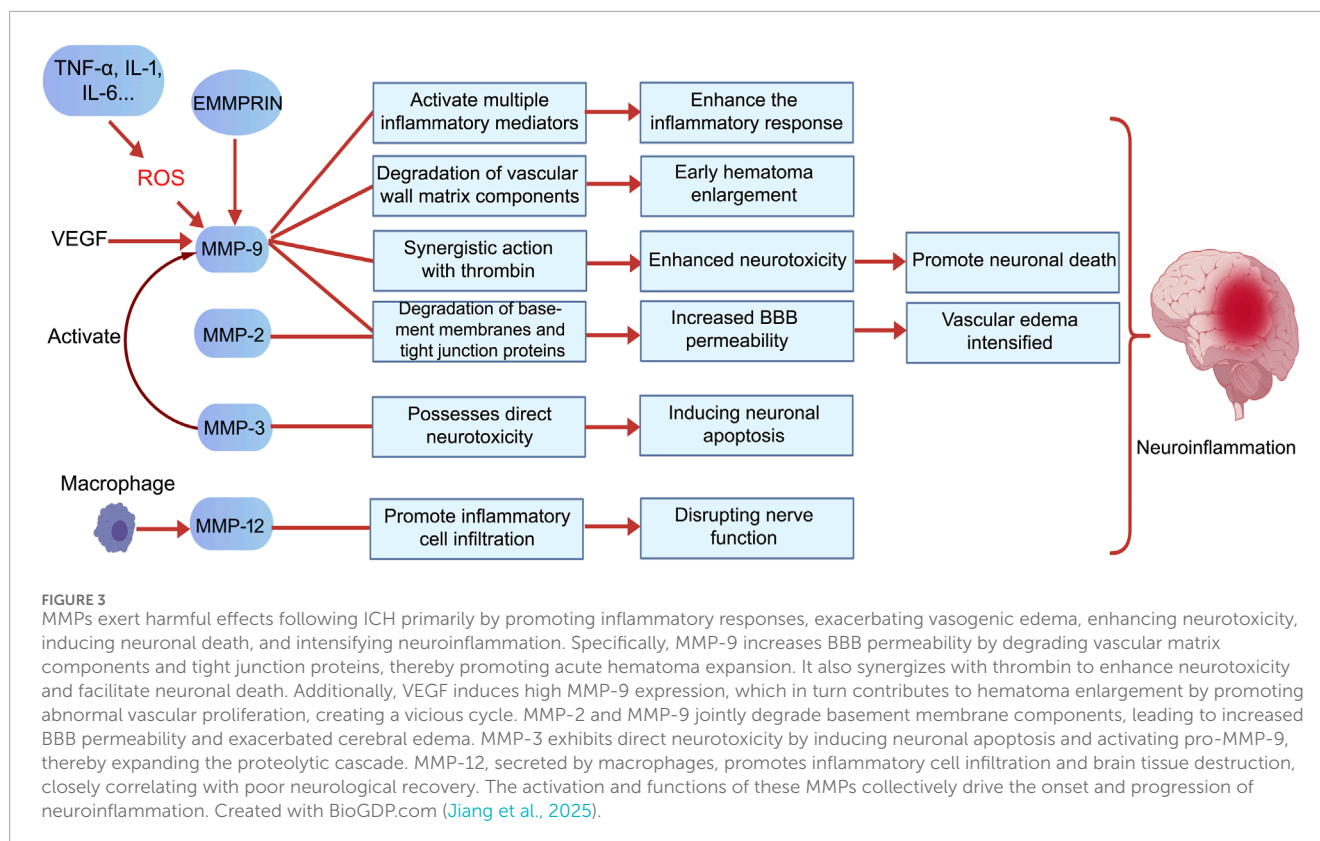 TNF-α, IL-1,
IL-6...
EMMPRIN
ROS
VEGF
MMP-9
Activate
MMP-2
MMP-3
Macrophage
MMP-12
Activate multiple
inflammatory mediators
Enhance the
inflammatory response
Degradation of vascular
wall matrix components
Early hematoma
enlargement
Synergistic action
with thrombin
Enhanced neurotoxicity
Promote neuronal death
Degradation of base-
ment membranes and
tight junction proteins
Increased BBB
permeability
Vascular edema
intensified
Possesses direct
neurotoxicity
Inducing neuronal
apoptosis
Promote inflammatory
cell infiltration
Disrupting nerve
function
Neuroinflammation
FIGURE 3
MMPs exert harmful effects following ICH primarily by promoting inflammatory responses, exacerbating vasogenic edema, enhancing neurotoxicity,
inducing neuronal death, and intensifying neuroinflammation. Specifically, MMP-9 increases BBB permeability by degrading vascular matrix
components and tight junction proteins, thereby promoting acute hematoma expansion. It also synergizes with thrombin to enhance neurotoxicity
and facilitate neuronal death. Additionally, VEGF induces high MMP-9 expression, which in turn contributes to hematoma enlargement by promoting
abnormal vascular proliferation, creating a vicious cycle. MMP-2 and MMP-9 jointly degrade basement membrane components, leading to increased
BBB permeability and exacerbated cerebral edema. MMP-3 exhibits direct neurotoxicity by inducing neuronal apoptosis and activating pro-MMP-9,
thereby expanding the proteolytic cascade. MMP-12, secreted by macrophages, promotes inflammatory cell infiltration and brain tissue destruction,
closely correlating with poor neurological recovery. The activation and functions of these MMPs collectively drive the onset and progression of
neuroinflammation. Created with BioGDP.com (Jiang et al., 2025).